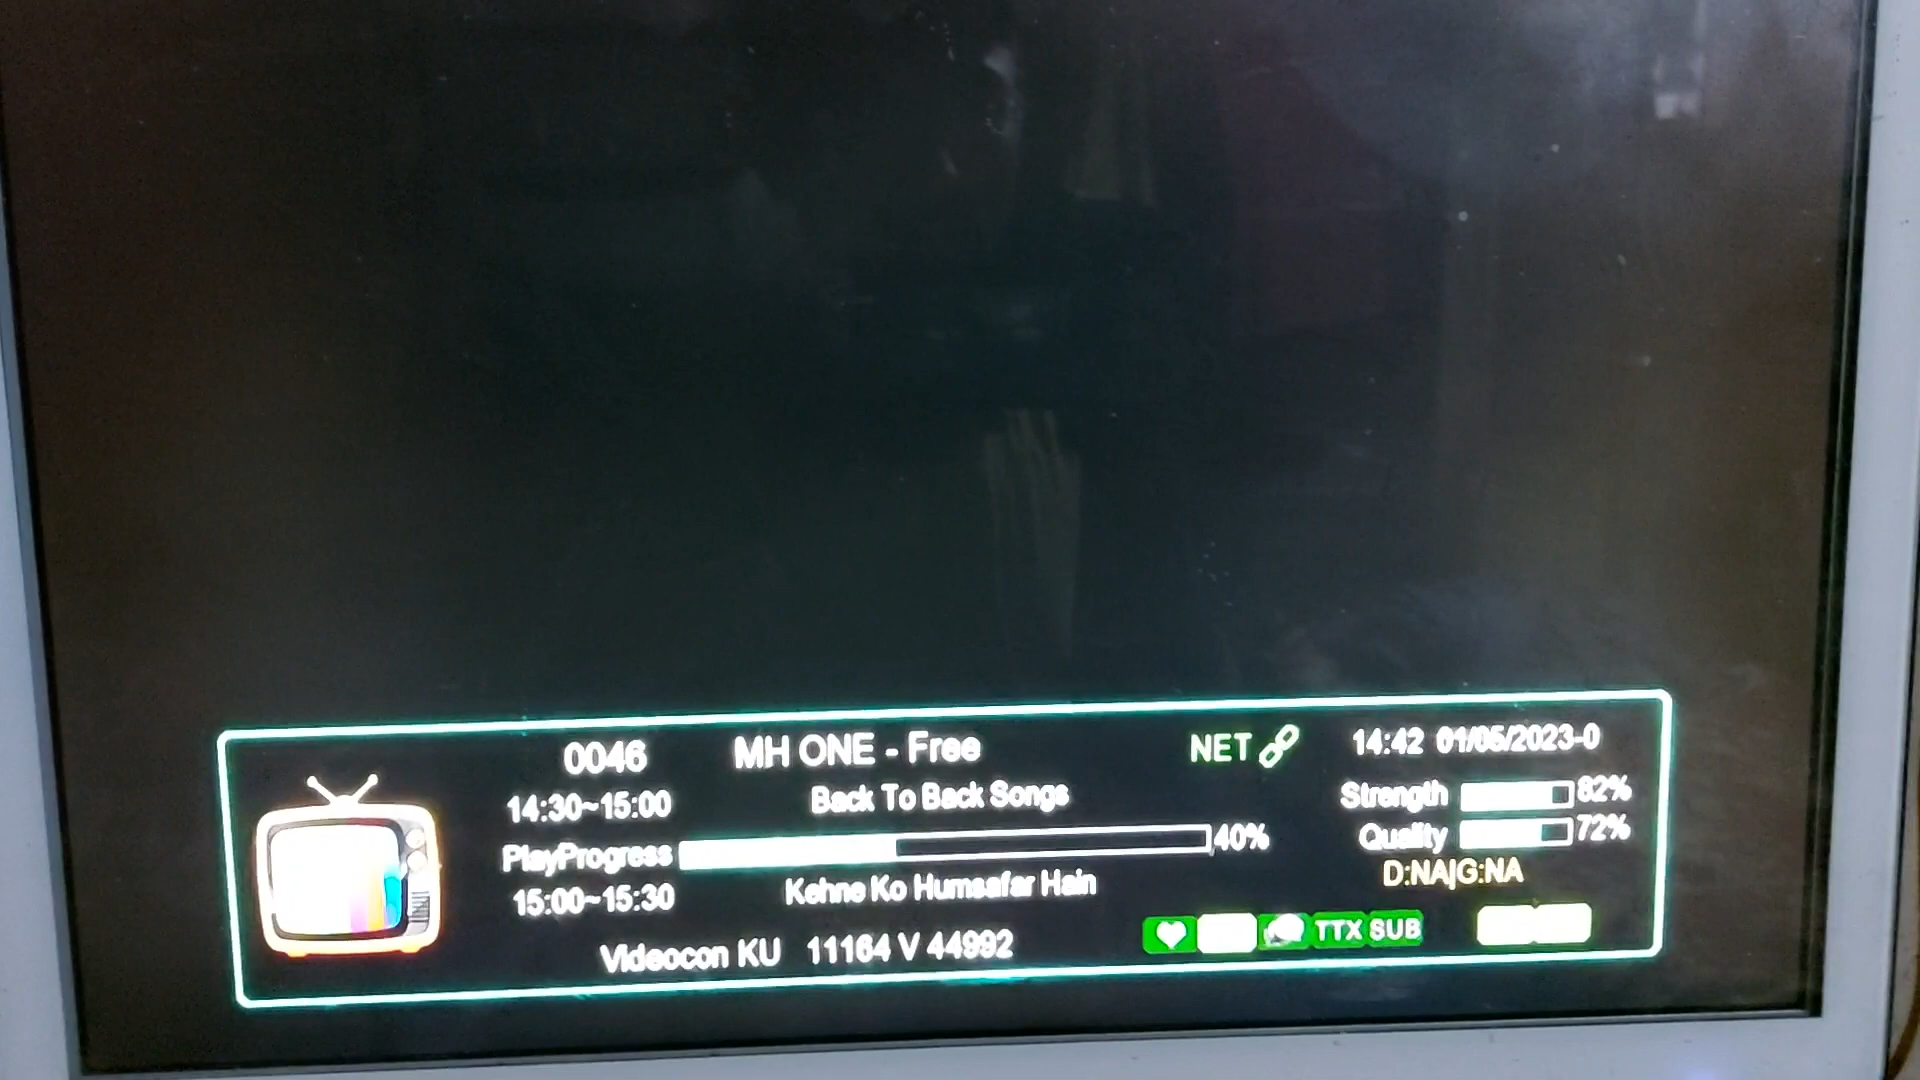 0046 MH ONE - Free NET 14:42 01/05/2023-0
14:30~15:00 Back To Back Songs Strength 82%
PlayProgress 40% Quality 72%
15:00~15:30 Kehne Ko Humsafar Hain D:NA|G:NA
Videocon KU 11164 V 44992 TTX SUB